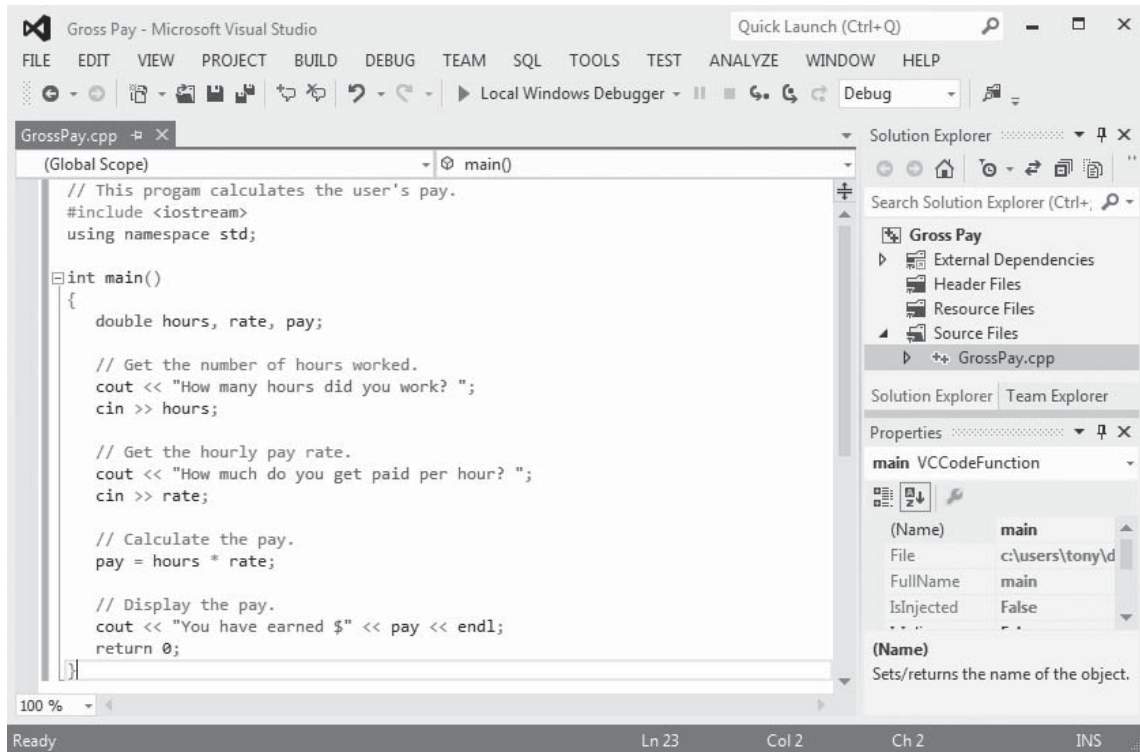 Gross Pay - Microsoft Visual Studio
Quick Launch (Ctrl+Q)
FILE EDIT VIEW PROJECT BUILD DEBUG TEAM SQL TOOLS TEST ANALYZE WINDOW HELP
Local Windows Debugger
Debug
GrossPay.cpp
(Global Scope)
main()
// This progam calculates the user's pay.
#include <iostream>
using namespace std;
int main()
{
double hours, rate, pay;
// Get the number of hours worked.
cout << "How many hours did you work? ";
cin >> hours;
// Get the hourly pay rate.
cout << "How much do you get paid per hour? ";
cin >> rate;
// Calculate the pay.
pay = hours * rate;
// Display the pay.
cout << "You have earned $" << pay << endl;
return 0;
}
100 %
Solution Explorer
Search Solution Explorer (Ctrl+;
Gross Pay
External Dependencies
Header Files
Resource Files
Source Files
GrossPay.cpp
Solution Explorer Team Explorer
Properties
main VCCodeFunction
(Name) main
File c:\users\tony\d
FullName main
IsInjected False
(Name)
Sets/returns the name of the object.
Ready Ln 23 Col 2 Ch 2 INS